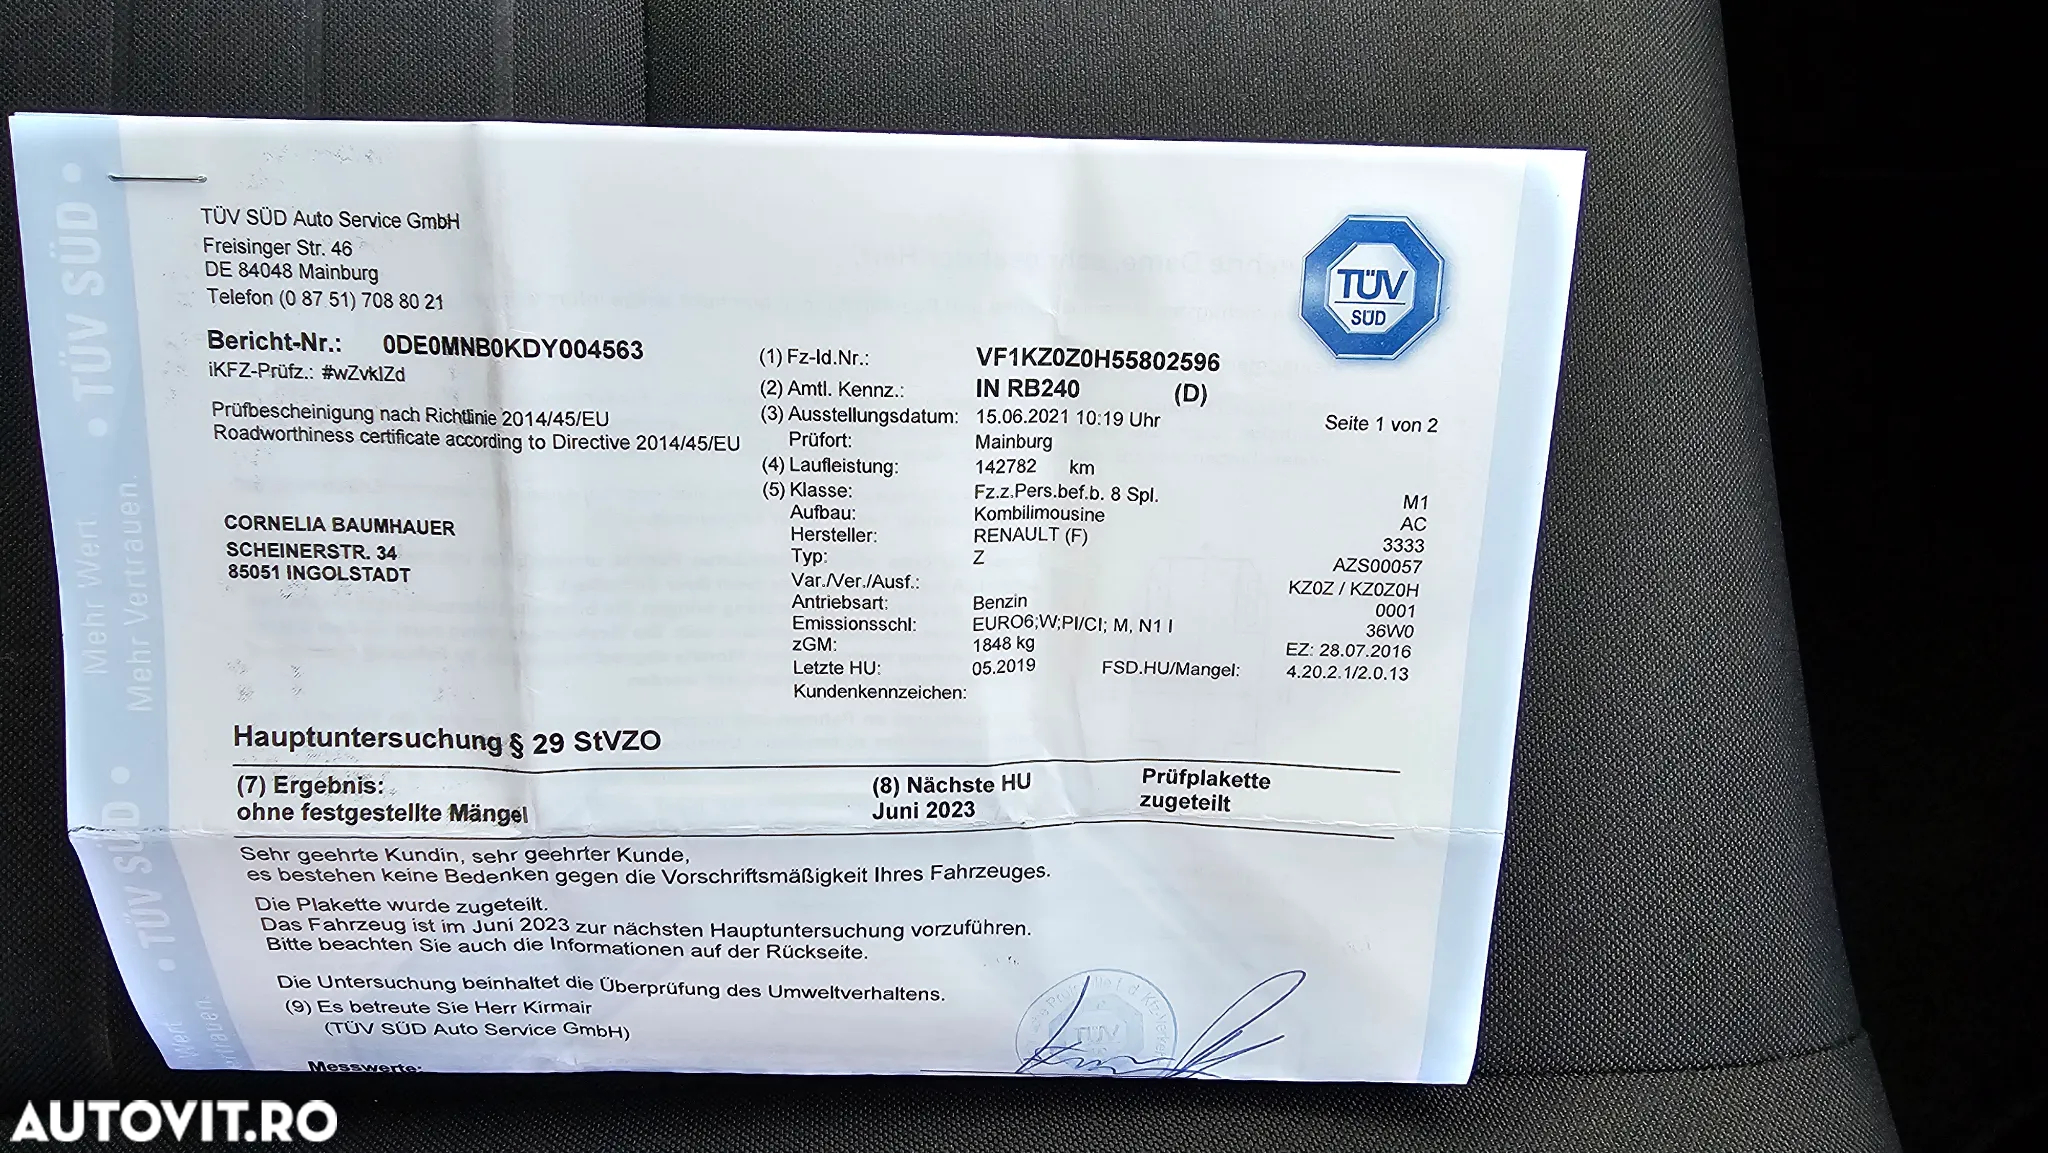 TÜV SÜD Auto Service GmbH
Freisinger Str. 46
DE 84048 Mainburg
Telefon (0 87 51) 708 80 21
Bericht-Nr.: 0DE0MNB0KDY004563
iKFZ-Prüfz.: #wZvklZd
Prüfbescheinigung nach Richtlinie 2014/45/EU
Roadworthiness certificate according to Directive 2014/45/EU
CORNELIA BAUMHAUER
SCHEINERSTR. 34
85051 INGOLSTADT
TÜV
SÜD
(1) Fz-Id.Nr.: VF1KZ0Z0H55802596
(2) Amtl. Kennz.: IN RB240 (D)
(3) Ausstellungsdatum: 15.06.2021 10:19 Uhr Seite 1 von 2
Prüfort: Mainburg
(4) Laufleistung: 142782 km
(5) Klasse: Fz.z.Pers.bef.b. 8 Spl. M1
Aufbau: Kombilimousine AC
Hersteller: RENAULT (F) 3333
Typ: Z AZS00057
Var./Ver./Ausf.: KZ0Z / KZ0Z0H
Antriebsart: Benzin 0001
Emissionsschl: EURO6;W;PI/CI; M, N1 I 36W0
zGM: 1848 kg EZ: 28.07.2016
Letzte HU: 05.2019 FSD.HU/Mangel: 4.20.2.1/2.0.13
Kundenkennzeichen:
Hauptuntersuchung § 29 StVZO
(7) Ergebnis: (8) Nächste HU Prüfplakette
ohne festgestellte Mängel Juni 2023 zugeteilt
Sehr geehrte Kundin, sehr geehrter Kunde,
es bestehen keine Bedenken gegen die Vorschriftsmäßigkeit Ihres Fahrzeuges.
Die Plakette wurde zugeteilt.
Das Fahrzeug ist im Juni 2023 zur nächsten Hauptuntersuchung vorzuführen.
Bitte beachten Sie auch die Informationen auf der Rückseite.
Die Untersuchung beinhaltet die Überprüfung des Umweltverhaltens.
(9) Es betreute Sie Herr Kirmair
(TÜV SÜD Auto Service GmbH)
Messwerte:
TÜV
TÜV SÜD
Mehr Wert.
Mehr Vertrauen.
TÜV SÜD
Wert
AUTOVIT.RO